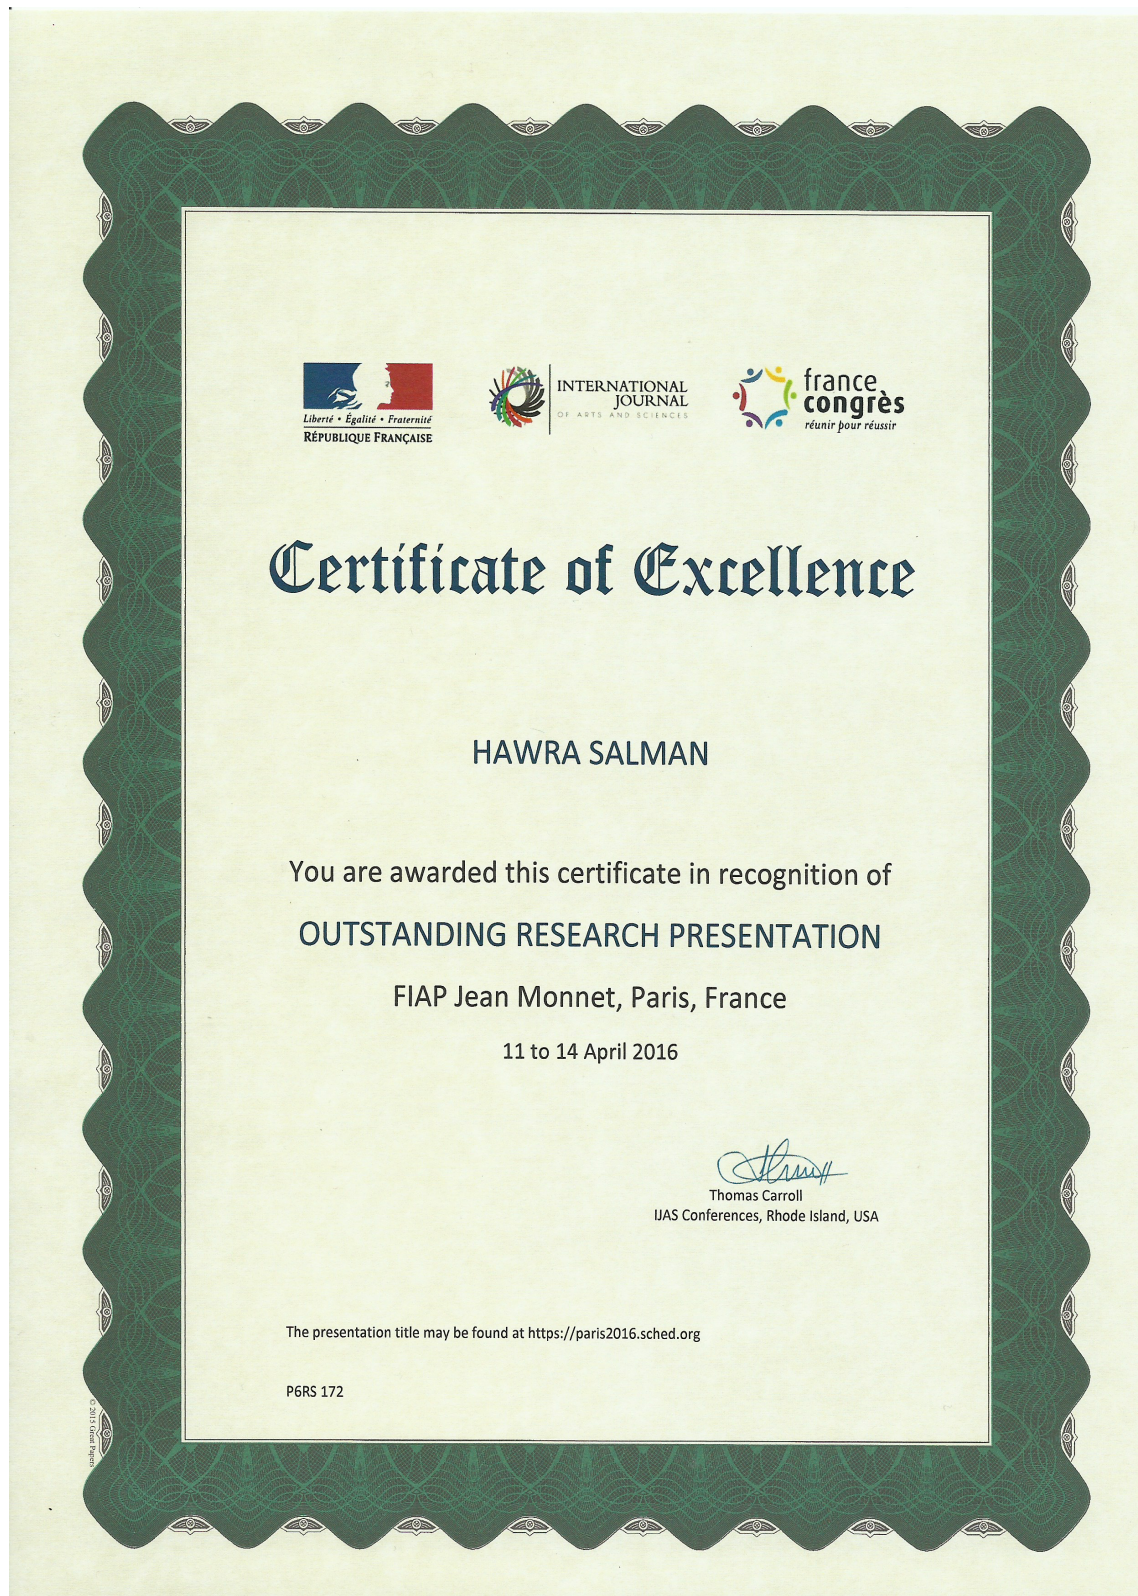 Liberté • Égalité • Fraternité
RÉPUBLIQUE FRANÇAISE
INTERNATIONAL
JOURNAL
OF ARTS AND SCIENCES
france
congrès
réunir pour réussir
Certificate of Excellence
HAWRA SALMAN
You are awarded this certificate in recognition of
OUTSTANDING RESEARCH PRESENTATION
FIAP Jean Monnet, Paris, France
11 to 14 April 2016
Thomas Carroll
IJAS Conferences, Rhode Island, USA
The presentation title may be found at https://paris2016.sched.org
P6RS 172
© 2015 Great Papers